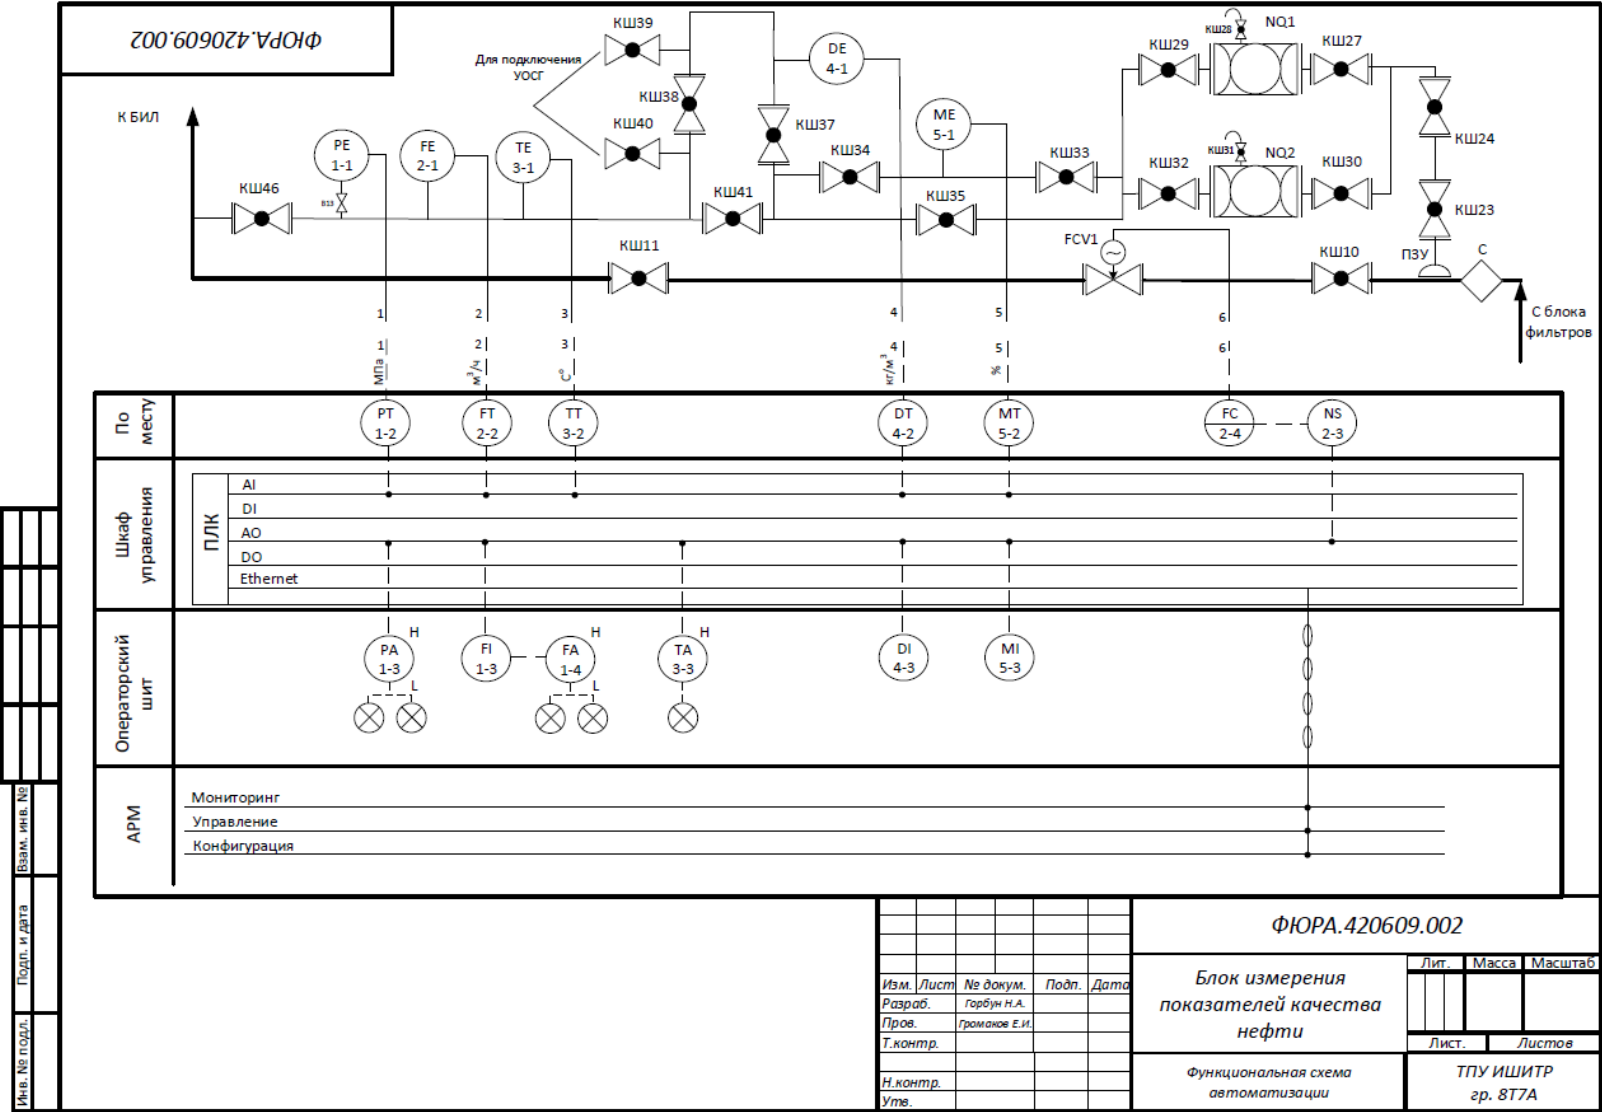 ФЮРА.420609.002
КШ39
Для подключения
УОСГ
КШ38
КШ40
DE
4-1
КШ37
КШ34
ME
5-1
КШ33
КШ29
КШ28
NQ1
КШ27
КШ24
КШ32
КШ31
NQ2
КШ30
КШ23
К БИЛ
PE
1-1
FE
2-1
TE
3-1
КШ46
В13
КШ41
КШ35
КШ11
FCV1
КШ10
ПЗУ
С
С блока
фильтров
1
2
3
4
5
6
1
2
3
4
5
6
МПа
м³/ч
С°
кг/м³
%
По
месту
PT
1-2
FT
2-2
TT
3-2
DT
4-2
MT
5-2
FC
2-4
NS
2-3
Шкаф
управления
ПЛК
AI
DI
AO
DO
Ethernet
Операторский
шит
PA
1-3
H
L
FI
1-3
FA
1-4
H
L
TA
3-3
H
DI
4-3
MI
5-3
АРМ
Мониторинг
Управление
Конфигурация
Взам. инв. №
Подп. и дата
Инв. № подл.
ФЮРА.420609.002
Изм.
Лист
№ докум.
Подп.
Дата
Разраб.
Горбун Н.А.
Пров.
Громаков Е.И.
Т.контр.
Н.контр.
Утв.
Блок измерения
показателей качества
нефти
Лит.
Масса
Масштаб
Лист.
Листов
Функциональная схема
автоматизации
ТПУ ИШИТР
гр. 8Т7А